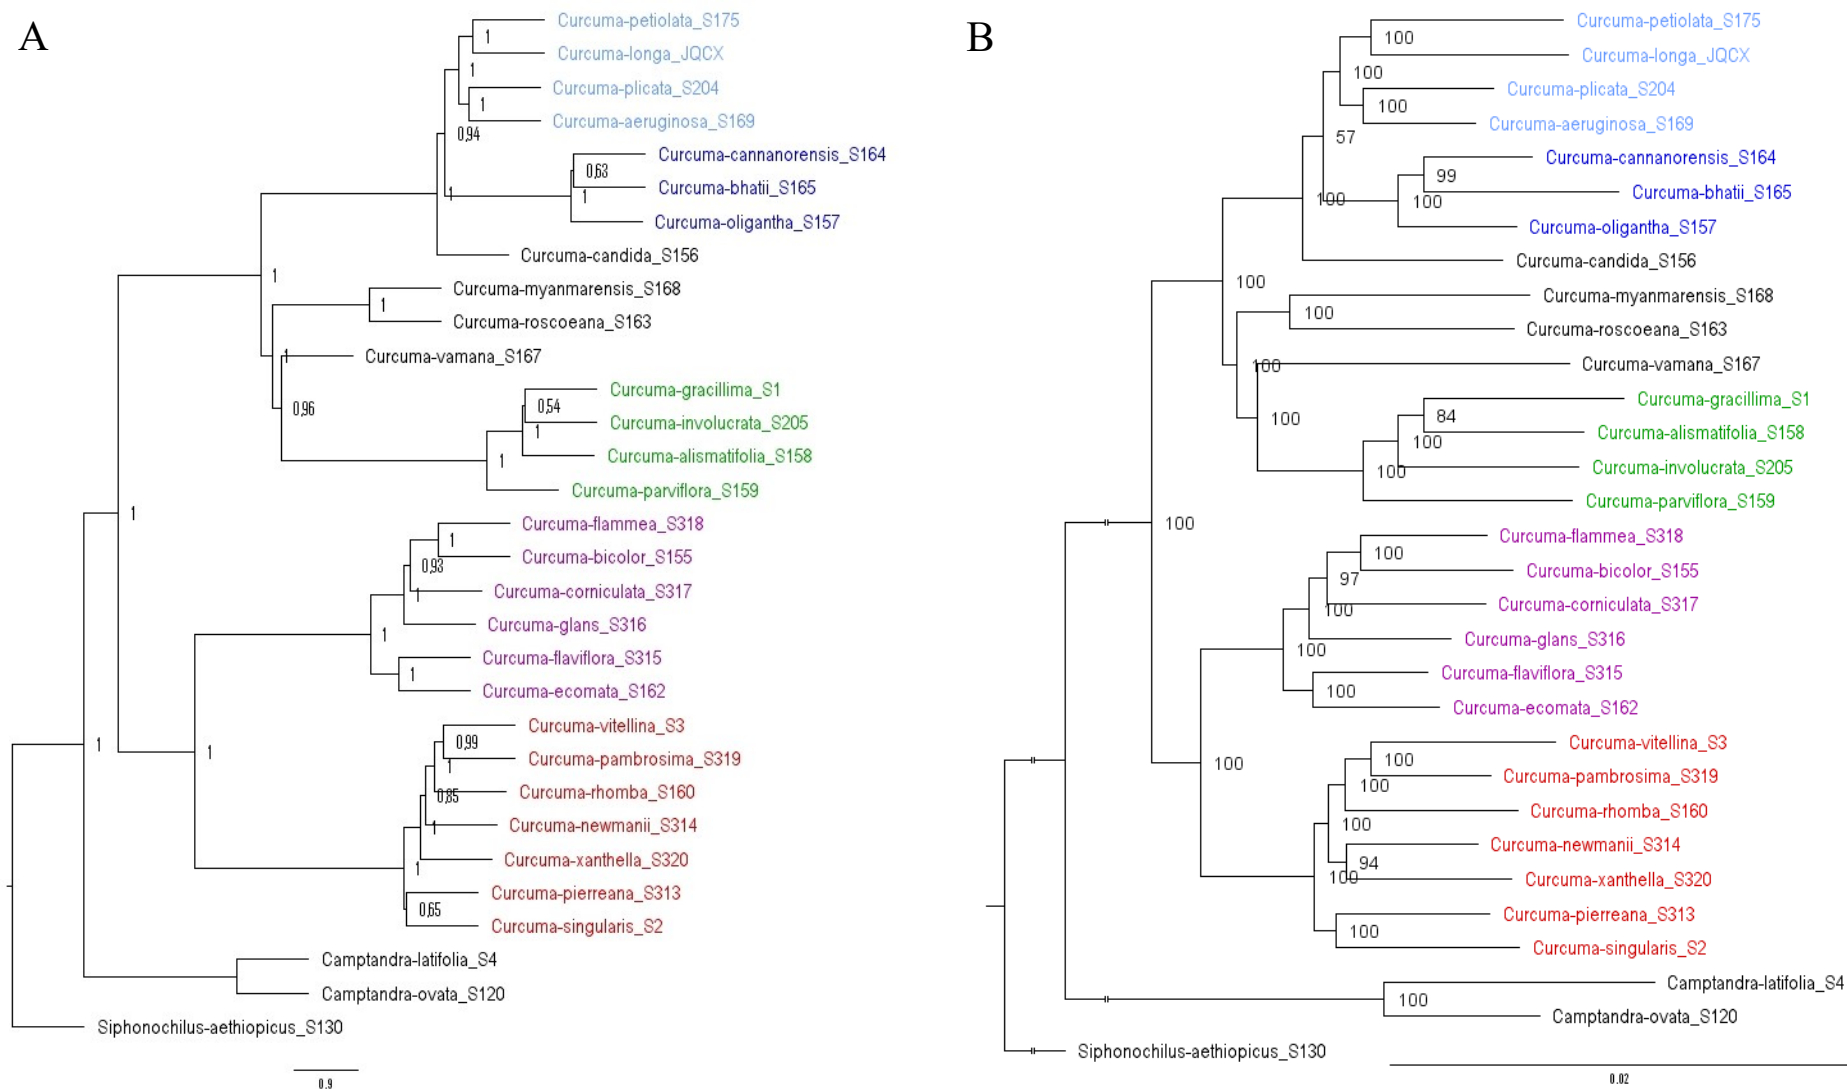 A
Curcuma-petiolata_S175
1
Curcuma-longa_JQCX
1
Curcuma-plicata_S204
1
Curcuma-aeruginosa_S169
0,94
Curcuma-cannanorensis_S164
0,63
Curcuma-bhatii_S165
1
1
Curcuma-oligantha_S157
Curcuma-candida_S156
1
Curcuma-myanmarensis_S168
1
Curcuma-roscoeana_S163
1
Curcuma-vamana_S167
Curcuma-gracillima_S1
0,96
0,54
Curcuma-involucrata_S205
1
Curcuma-alismatifolia_S158
1
Curcuma-parviflora_S159
1
Curcuma-flammea_S318
1
Curcuma-bicolor_S155
0,93
Curcuma-corniculata_S317
1
Curcuma-glans_S316
1
Curcuma-flaviflora_S315
1
Curcuma-ecomata_S162
Curcuma-vitellina_S3
0,99
1
1
Curcuma-pambrosima_S319
1
Curcuma-rhomba_S160
0,85
Curcuma-newmanii_S314
1
Curcuma-xanthella_S320
1
Curcuma-pierreana_S313
0,65
Curcuma-singularis_S2
Camptandra-latifolia_S4
Camptandra-ovata_S120
Siphonochilus-aethiopicus_S130
0.9
B
Curcuma-petiolata_S175
100
Curcuma-longa_JQCX
100
Curcuma-plicata_S204
100
Curcuma-aeruginosa_S169
57
Curcuma-cannanorensis_S164
99
Curcuma-bhatii_S165
100
100
Curcuma-oligantha_S157
Curcuma-candida_S156
100
Curcuma-myanmarensis_S168
100
Curcuma-roscoeana_S163
100
Curcuma-vamana_S167
Curcuma-gracillima_S1
84
100
Curcuma-alismatifolia_S158
100
Curcuma-involucrata_S205
100
Curcuma-parviflora_S159
100
Curcuma-flammea_S318
100
Curcuma-bicolor_S155
97
Curcuma-corniculata_S317
100
Curcuma-glans_S316
100
Curcuma-flaviflora_S315
100
Curcuma-ecomata_S162
Curcuma-vitellina_S3
100
100
Curcuma-pambrosima_S319
100
Curcuma-rhomba_S160
100
Curcuma-newmanii_S314
94
100
Curcuma-xanthella_S320
Curcuma-pierreana_S313
100
Curcuma-singularis_S2
Camptandra-latifolia_S4
100
Camptandra-ovata_S120
Siphonochilus-aethiopicus_S130
0.02